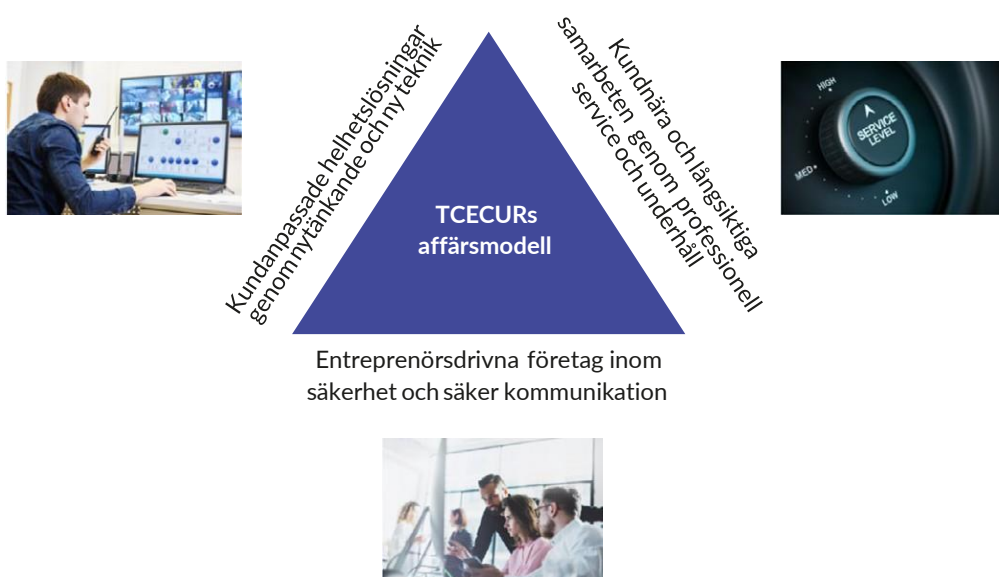 Kundanpassade helhetslösningar
genom nytänkande och ny teknik
Kundnära och långsiktiga
samarbeten genom professionell
service och underhåll
HIGH
SERVICE
LEVEL
MED
LOW
TCECURs
affärsmodell
Entreprenörsdrivna företag inom
säkerhet och säker kommunikation